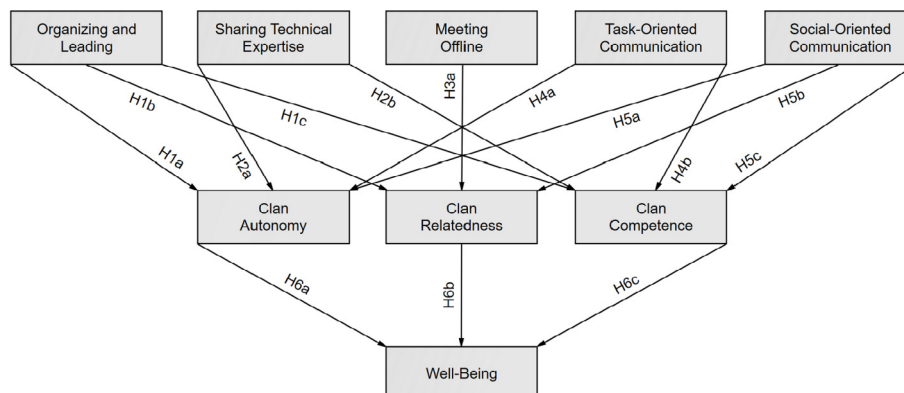 Organizing and
Leading
Sharing Technical
Expertise
Meeting
Offline
Task-Oriented
Communication
Social-Oriented
Communication
H1a
H1b
H1c
H2a
H2b
H3a
H4a
H4b
H5a
H5b
H5c
Clan
Autonomy
Clan
Relatedness
Clan
Competence
H6a
H6b
H6c
Well-Being